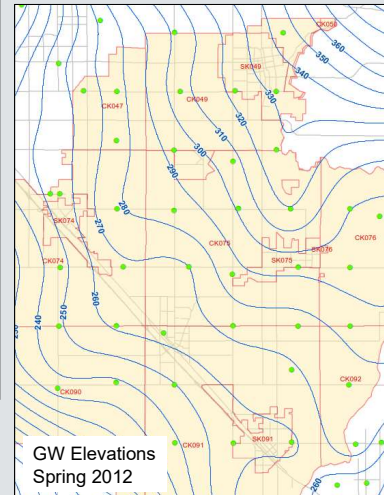 CK050
360
350
340
SK049
330
CK047
CK049
320
310
300
290
280
SK074
270
CK075
CK076
SK076
CK074
SK075
260
250
240
CK092
CK090
SK091
CK091
260
GW Elevations
Spring 2012